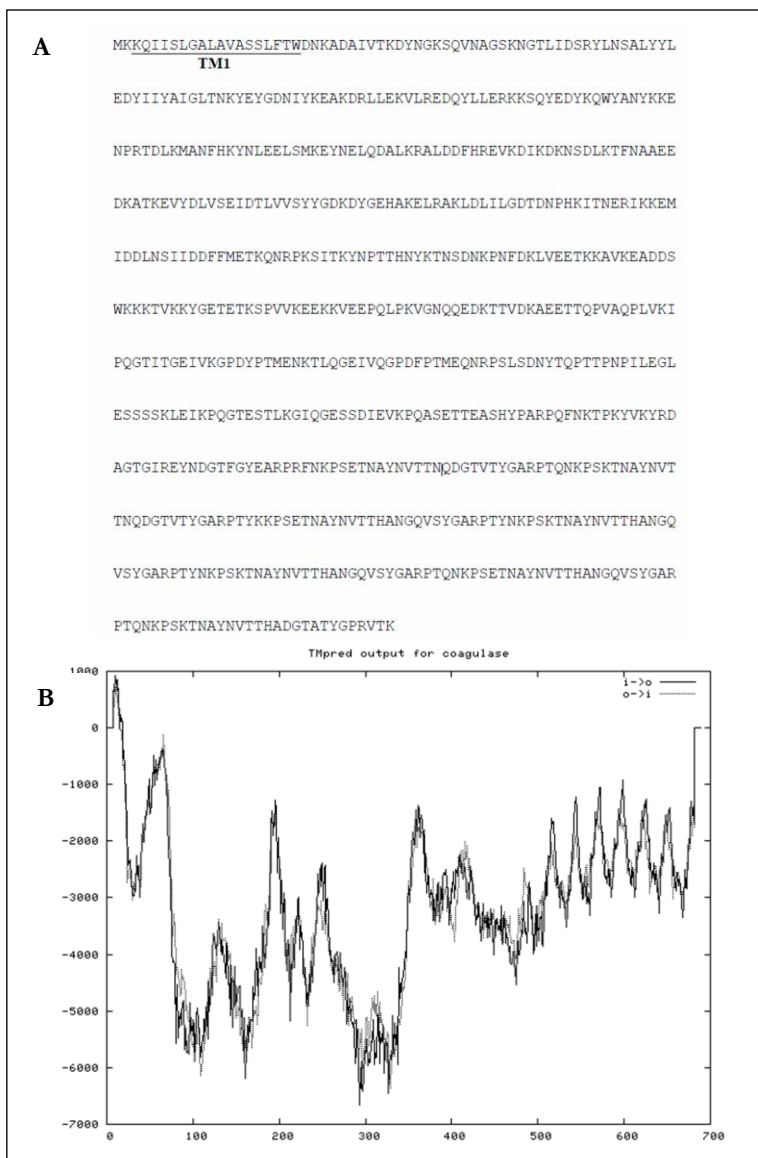 A
MKKQIISLGALAVASSLFTWDNKADAIVTKDYNGKSQVNAGSKNGTLIDSRYLNSALYYL
TM1
EDYIIYAIGLTNKYEYGDNIYKEAKDRLLEKVLREDQYLLERKKSQYEDYKQWYANYKKE
NPRTDLKMANFHKYNLEELSMKEYNELQDALKRALDDFHREVKDIKDKNSDLKTFNAAEE
DKATKEVYDLVSEIDTLVVSYYGDKDYGEHAKELRAKLDLILGDTDNPHKITNERIKKEM
IDDLNSIIDDFFMETKQNRPKSITKYNPTTHNYKTNSDNKPNFDKLVEETKKAVKEADDS
WKKKTVKKYGETETKSPVVKEEKKVEEPQLPKVGNQQEDKTTVDKAEETTQPVAQPLVKI
PQGTITGEIVKGPDYPTMENKTLQGEIVQGPDFPTMEQNRPSLSDNYTQPTTPNPILEGL
ESSSSKLEIKPQGTESTLKGIQGESSDIEVKPQASETTEASHYPARPQFNKTPKYVKYRD
AGTGIREYNDGTFGYEARPRFNKPSETNAYNVTTNQDGTVTYGARPTQNKPSKTNAYNVT
TNQDGTVTYGARPTYKKPSETNAYNVTTHANGQVSYGARPTYNKPSKTNAYNVTTHANGQ
VSYGARPTYNKPSKTNAYNVTTHANGQVSYGARPTQNKPSETNAYNVTTHANGQVSYGAR
PTQNKPSKTNAYNVTTHADGTATYGPRVTK
TMpred output for coagulase
B
1000
i->o
o->i
0
-1000
-2000
-3000
-4000
-5000
-6000
-7000
0 100 200 300 400 500 600 700